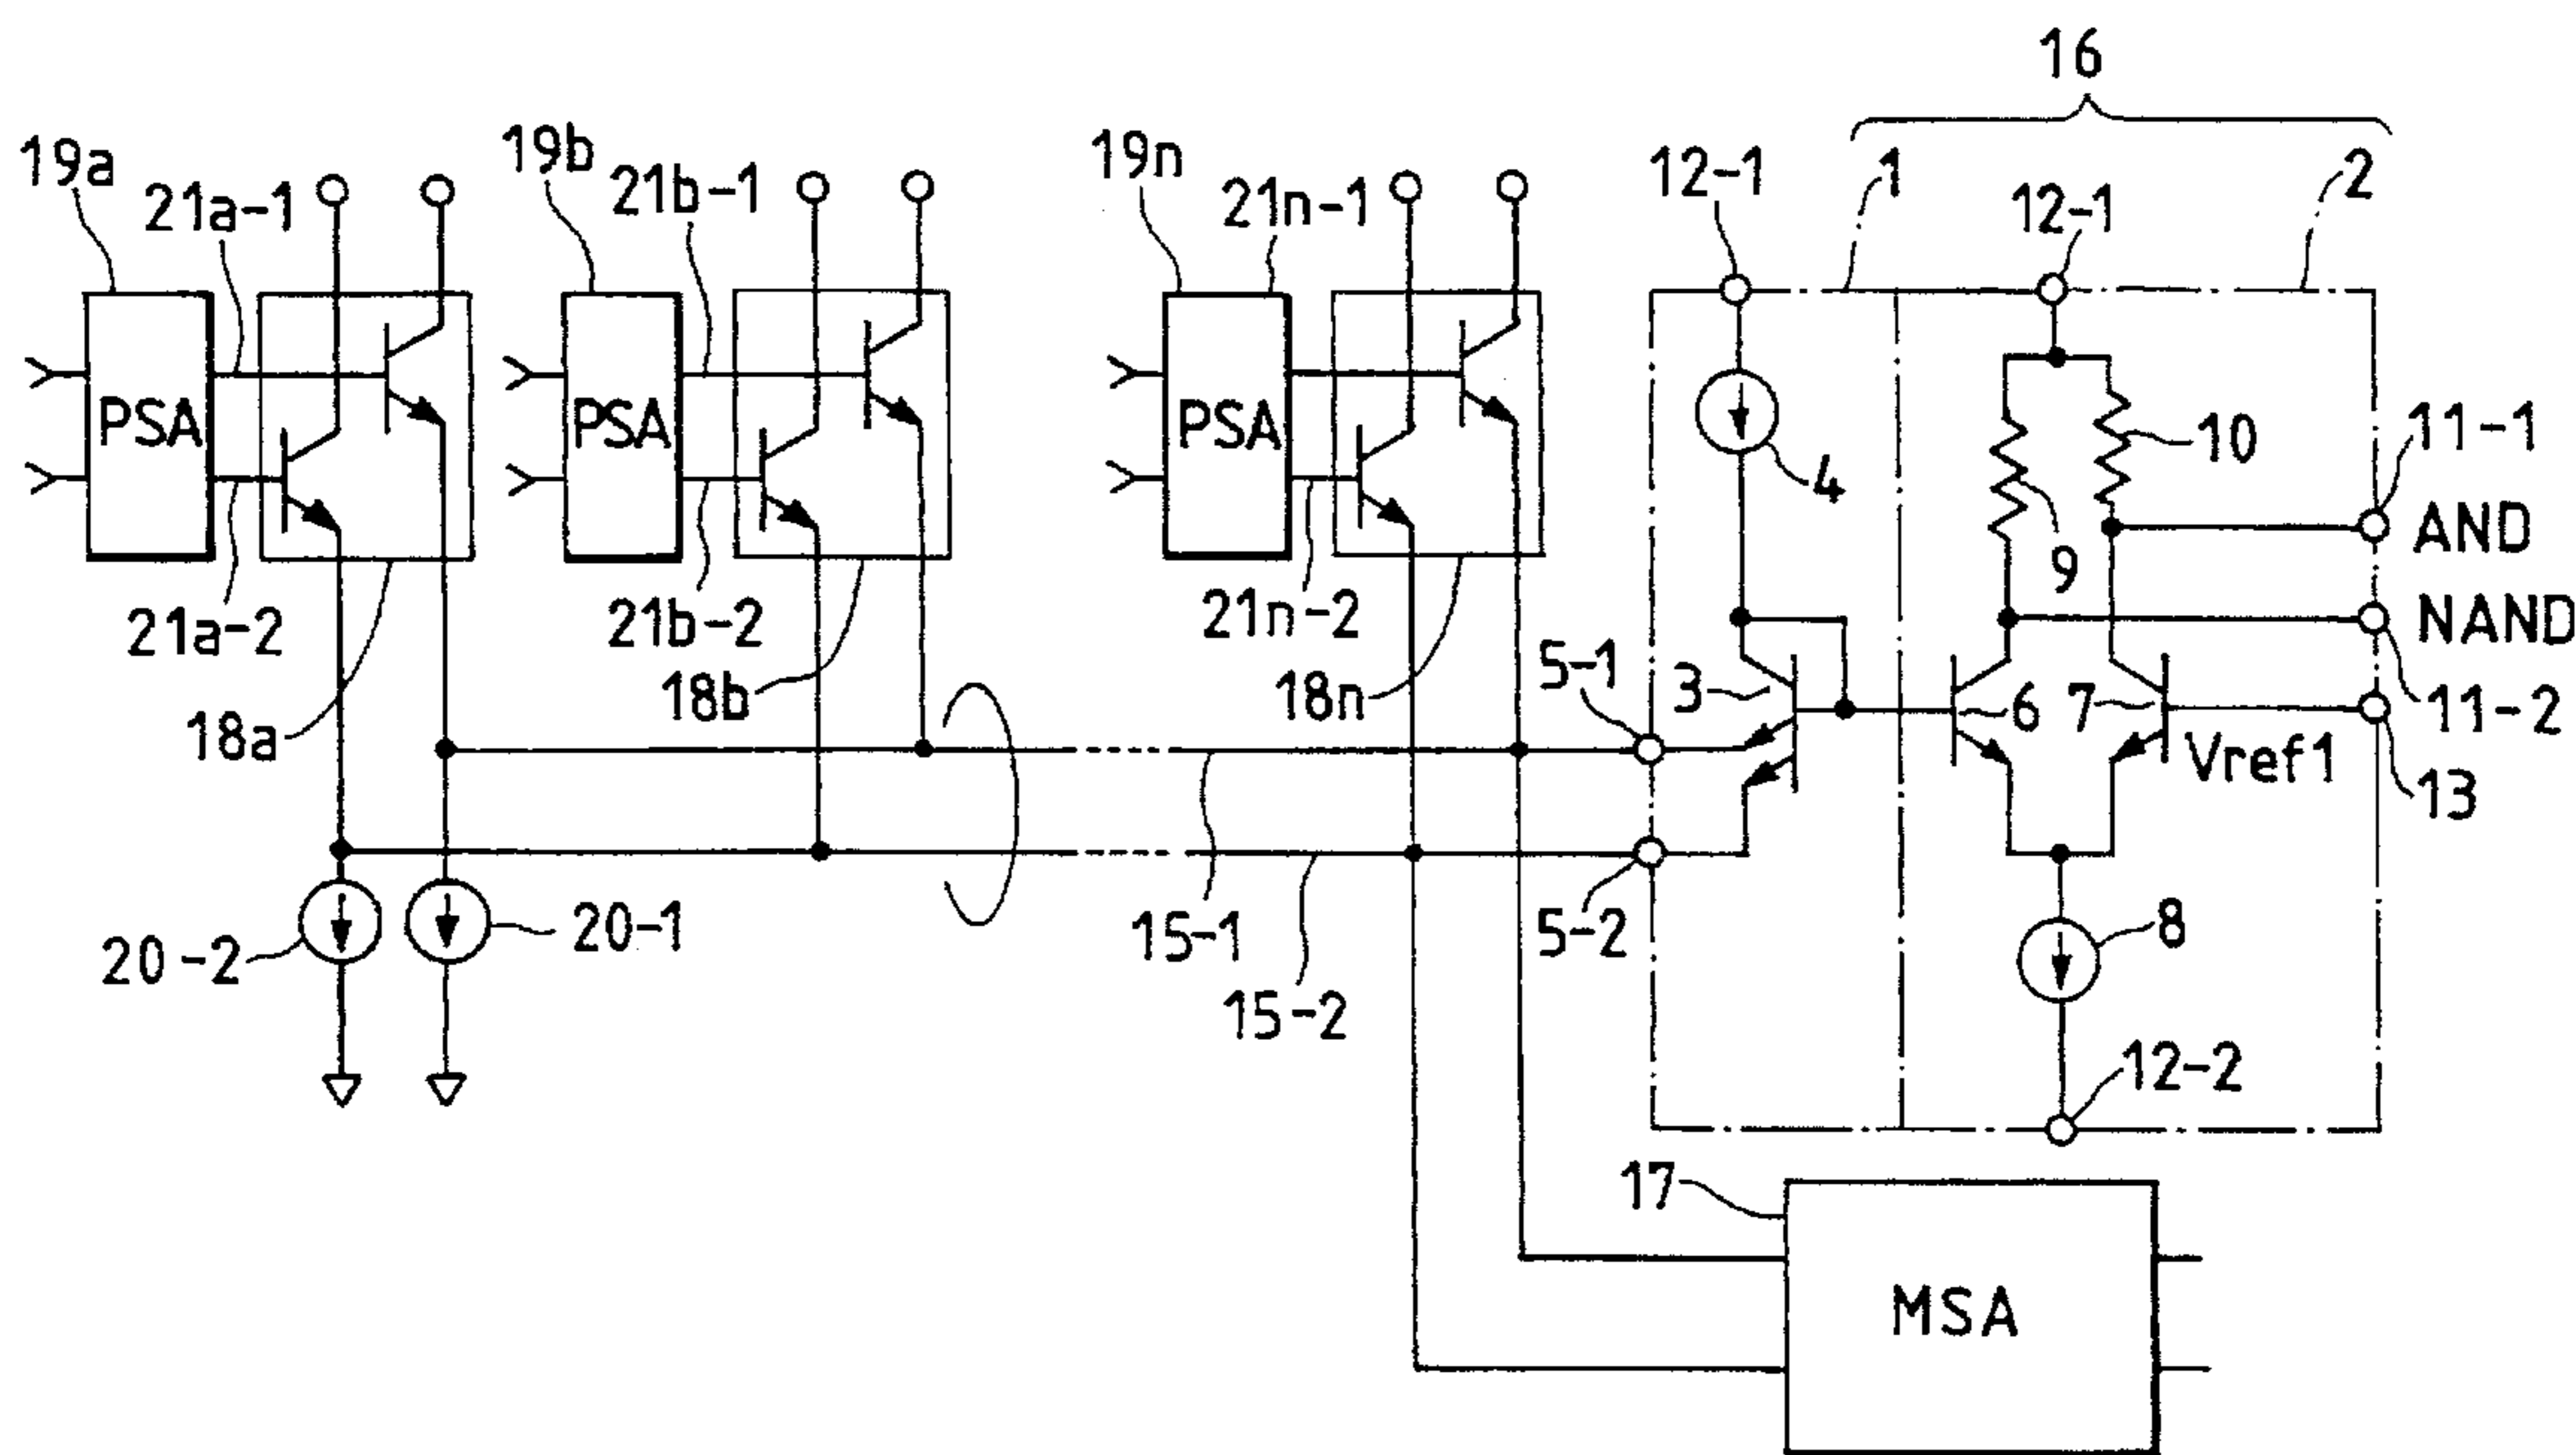 16
19a
21a-1
19b
21b-1
19n
21n-1
12-1
1
12-1
2
PSA
PSA
PSA
4
9
10
11-1
AND
NAND
11-2
21a-2
18a
21b-2
18b
21n-2
18n
5-1
3
6
7
Vref1
13
20-2
20-1
15-1
15-2
5-2
8
12-2
17
MSA